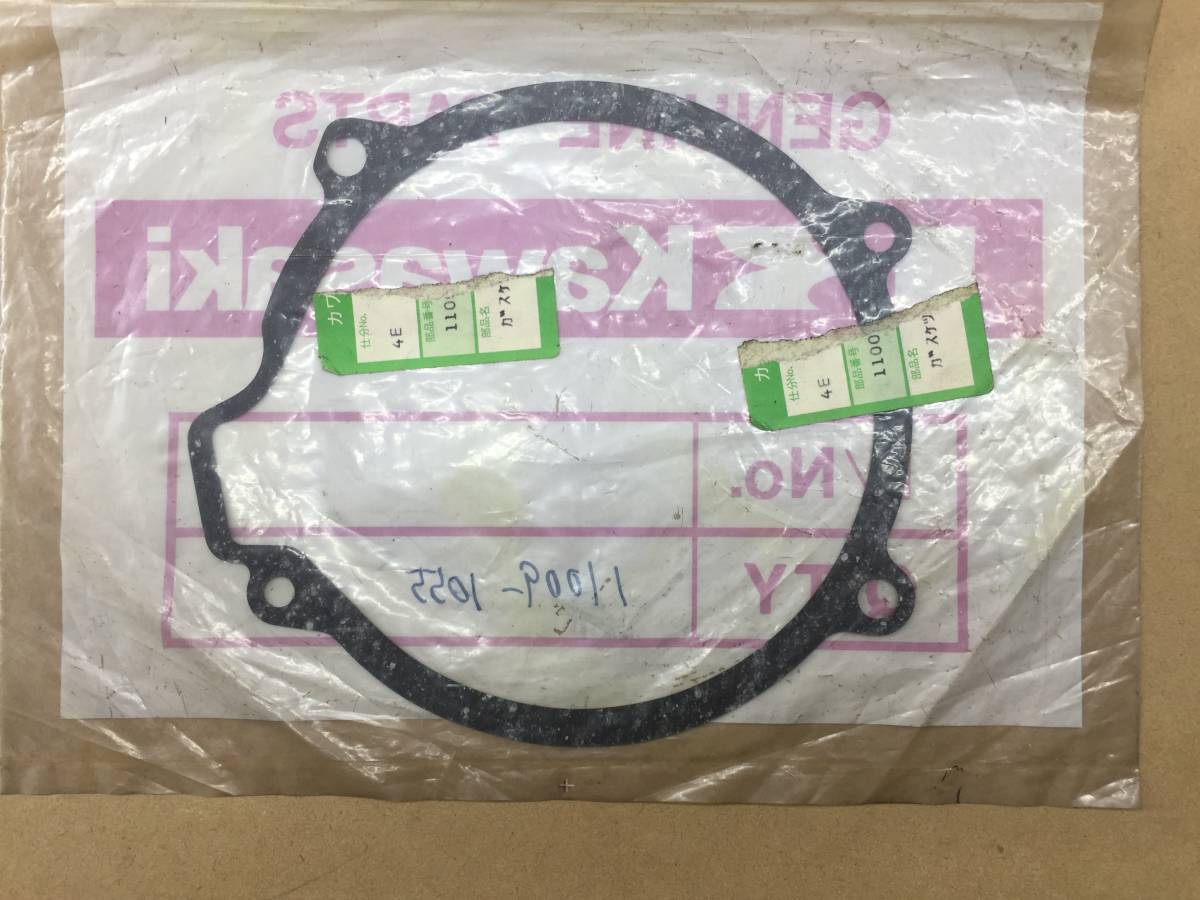 GENUINE PARTS
Kawasaki
カワ
仕分No.
4E
部品番号
1100
部品名
ガスケツ
カ
仕分No.
4E
部品番号
1100
部品名
ガスケツ
P/No.
Q'TY
11009-1055